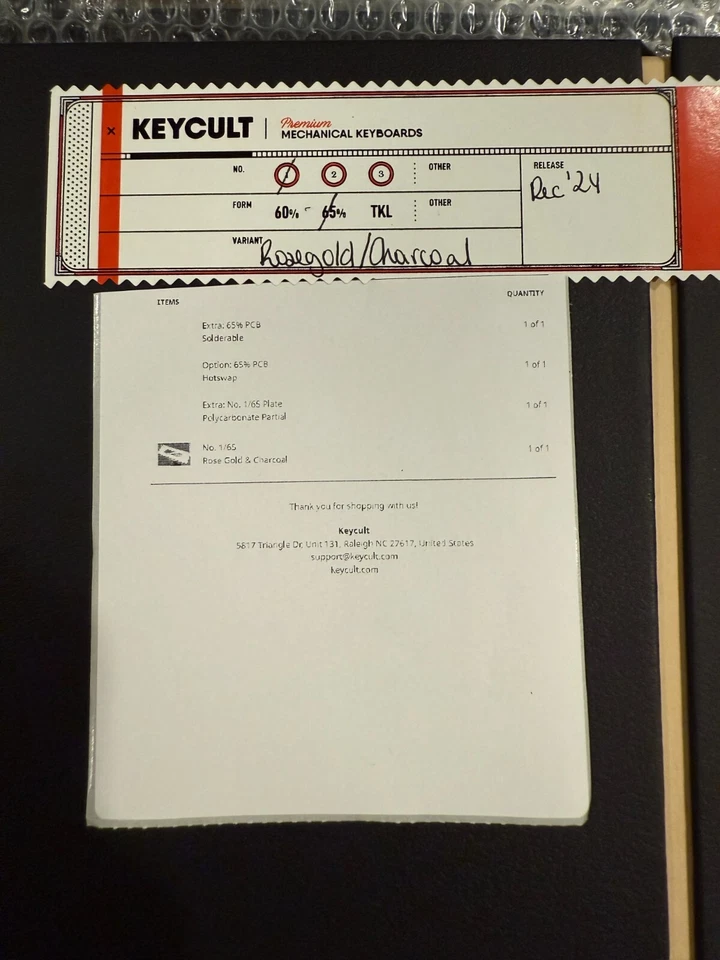 × KEYCULT | Premium MECHANICAL KEYBOARDS
NO. 1 2 3 OTHER
FORM 60% - 65% TKL OTHER
VARIANT Rosegold/Charcoal
RELEASE
Dec '24
ITEMS QUANTITY
Extra: 65% PCB 1 of 1
Solderable
Option: 65% PCB 1 of 1
Hotswap
Extra: No. 1/65 Plate 1 of 1
Polycarbonate Partial
No. 1/65 1 of 1
Rose Gold & Charcoal
Thank you for shopping with us!
Keycult
5817 Triangle Dr, Unit 131, Raleigh NC 27617, United States
support@keycult.com
keycult.com